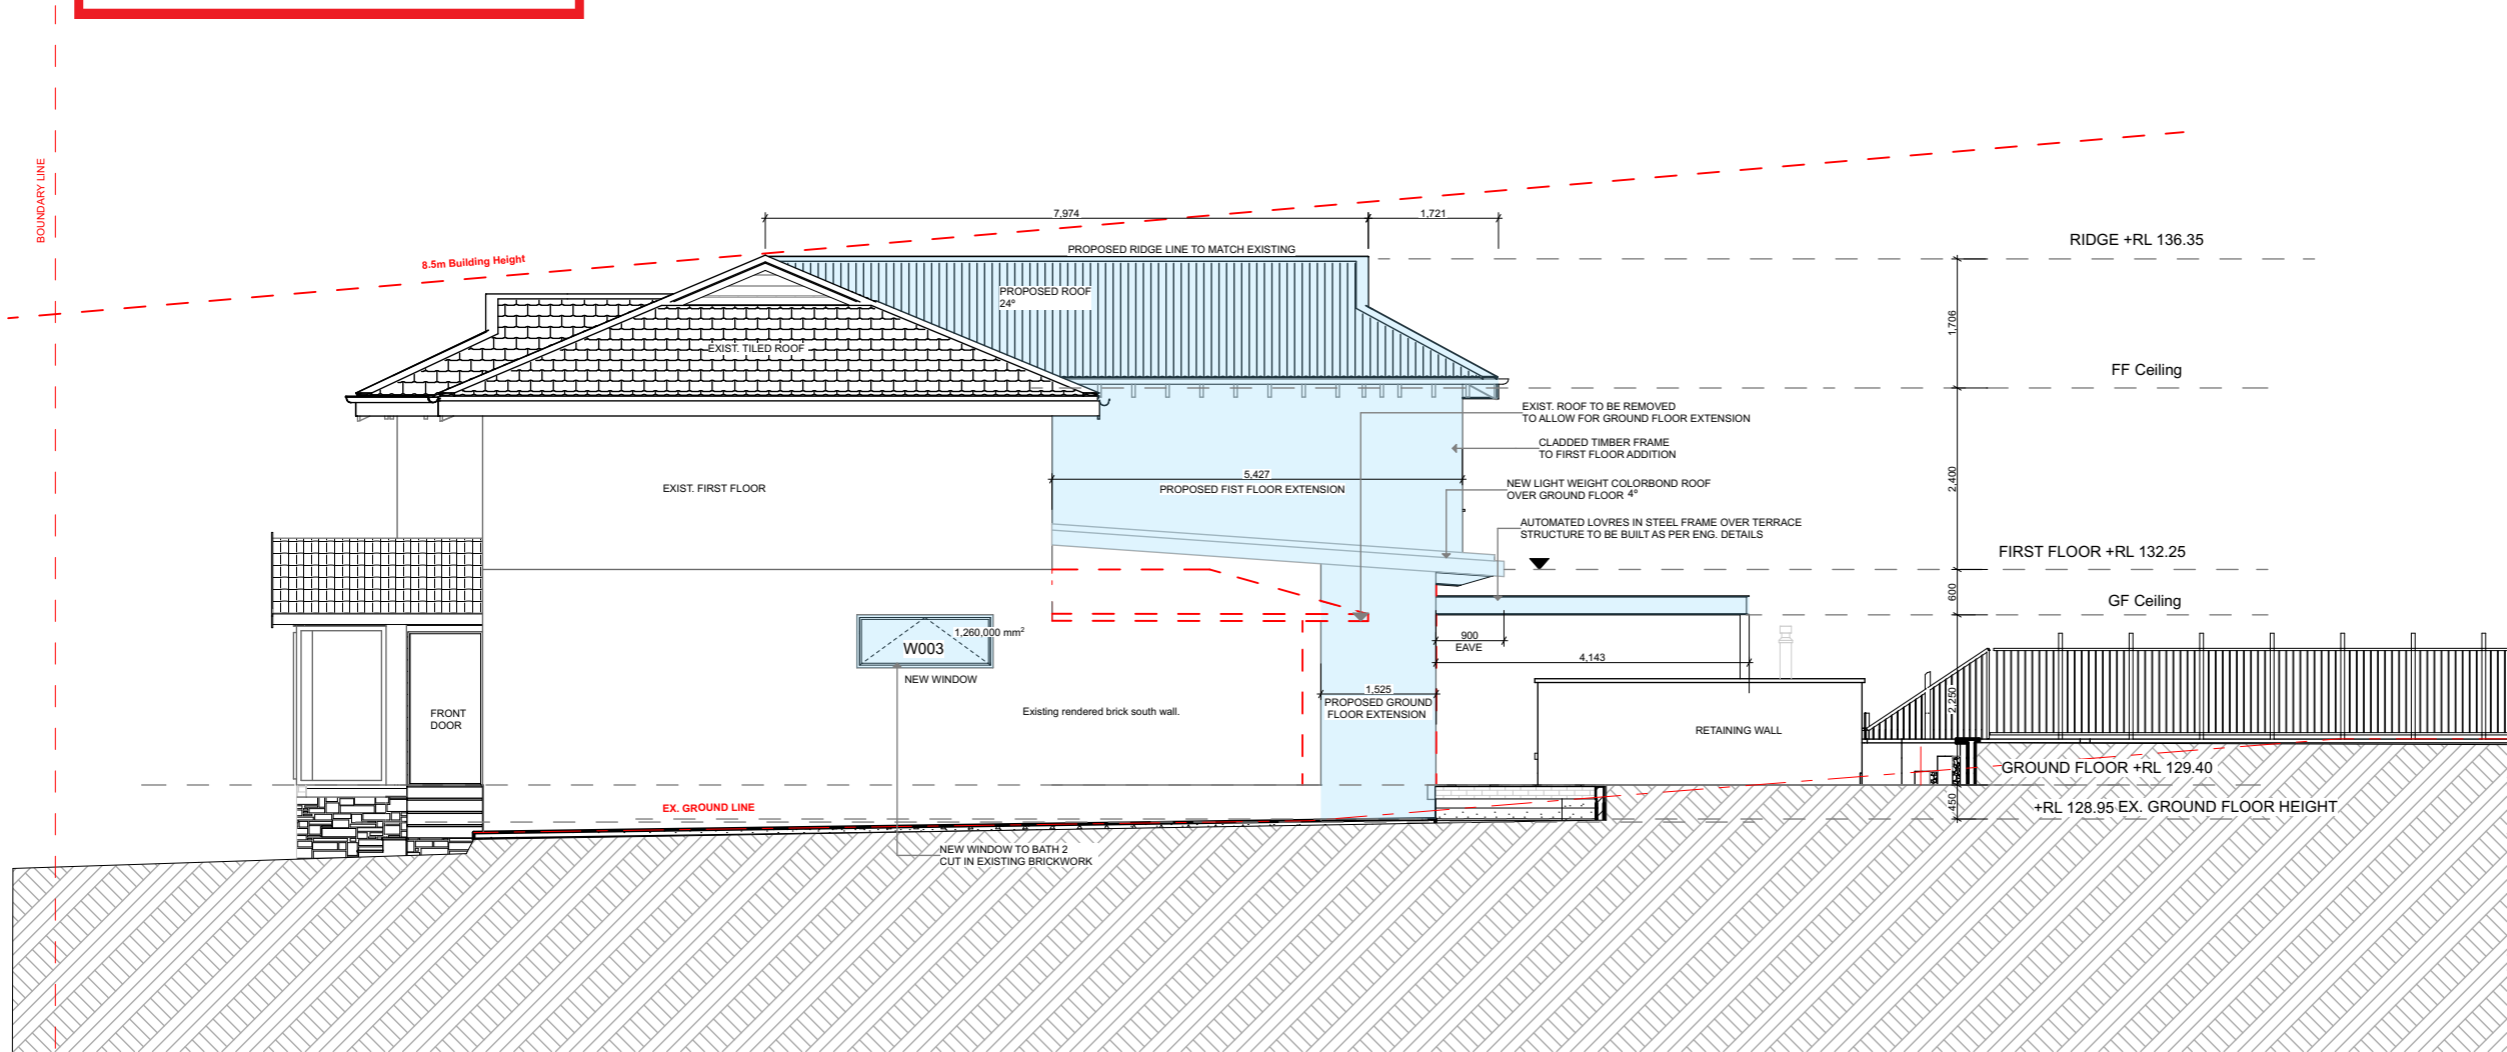 BOUNDARY LINE
8.5m Building Height
7,974
1,721
PROPOSED RIDGE LINE TO MATCH EXISTING
RIDGE +RL 136.35
PROPOSED ROOF
24º
1,706
EXIST. TILED ROOF
FF Ceiling
EXIST. ROOF TO BE REMOVED
TO ALLOW FOR GROUND FLOOR EXTENSION
CLADDED TIMBER FRAME
TO FIRST FLOOR ADDITION
5,427
PROPOSED FIST FLOOR EXTENSION
EXIST. FIRST FLOOR
2,400
NEW LIGHT WEIGHT COLORBOND ROOF
OVER GROUND FLOOR 4º
AUTOMATED LOVRES IN STEEL FRAME OVER TERRACE
STRUCTURE TO BE BUILT AS PER ENG. DETAILS
FIRST FLOOR +RL 132.25
600
GF Ceiling
1,260,000 mm²
W003
NEW WINDOW
900
EAVE
4,143
1,525
PROPOSED GROUND
FLOOR EXTENSION
2,250
FRONT
DOOR
Existing rendered brick south wall.
RETAINING WALL
GROUND FLOOR +RL 129.40
450
+RL 128.95 EX. GROUND FLOOR HEIGHT
EX. GROUND LINE
NEW WINDOW TO BATH 2
CUT IN EXISTING BRICKWORK